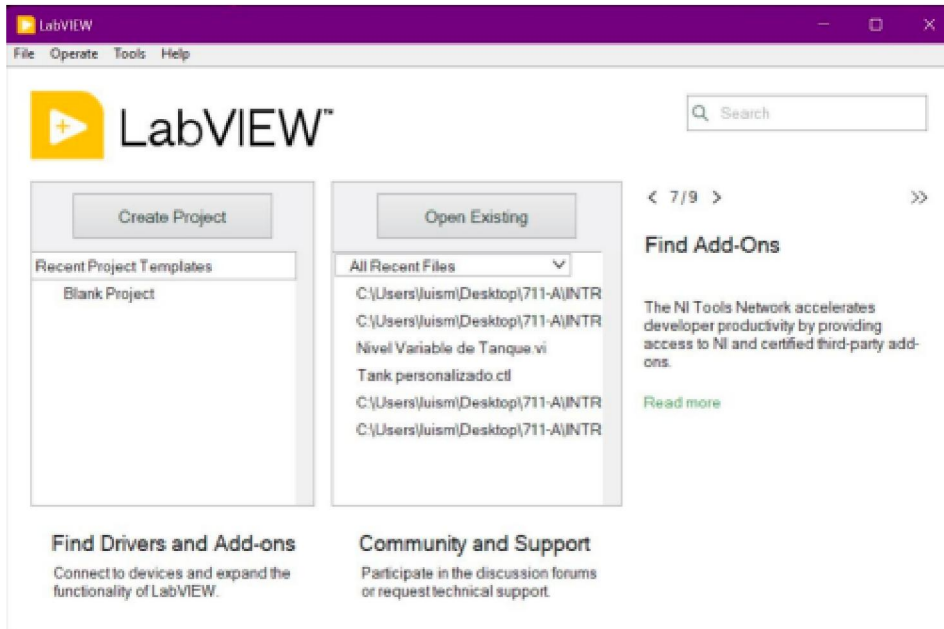 LabVIEW
File Operate Tools Help
LabVIEW™
Search
Create Project
Recent Project Templates
Blank Project
Open Existing
All Recent Files
C:\Users\luism\Desktop\711-A\INTR
C:\Users\luism\Desktop\711-A\INTR
Nivel Variable de Tanque.vi
Tank personalizado.ctl
C:\Users\luism\Desktop\711-A\INTR
C:\Users\luism\Desktop\711-A\INTR
< 7/9 > >>
Find Add-Ons
The NI Tools Network accelerates
developer productivity by providing
access to NI and certified third-party add-
ons.
Read more
Find Drivers and Add-ons
Connect to devices and expand the
functionality of LabVIEW.
Community and Support
Participate in the discussion forums
or request technical support.